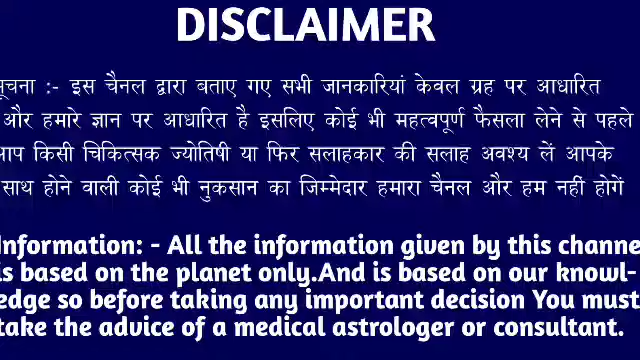 DISCLAIMER
सूचना :- इस चैनल द्वारा बताए गए सभी जानकारियां केवल ग्रह पर आधारित
और हमारे ज्ञान पर आधारित है इसलिए कोई भी महत्वपूर्ण फैसला लेने से पहले
आप किसी चिकित्सक ज्योतिषी या फिर सलाहकार की सलाह अवश्य लें आपके
साथ होने वाली कोई भी नुकसान का जिम्मेदार हमारा चैनल और हम नहीं होगें
Information: - All the information given by this channe
is based on the planet only.And is based on our knowl-
edge so before taking any important decision You must
take the advice of a medical astrologer or consultant.